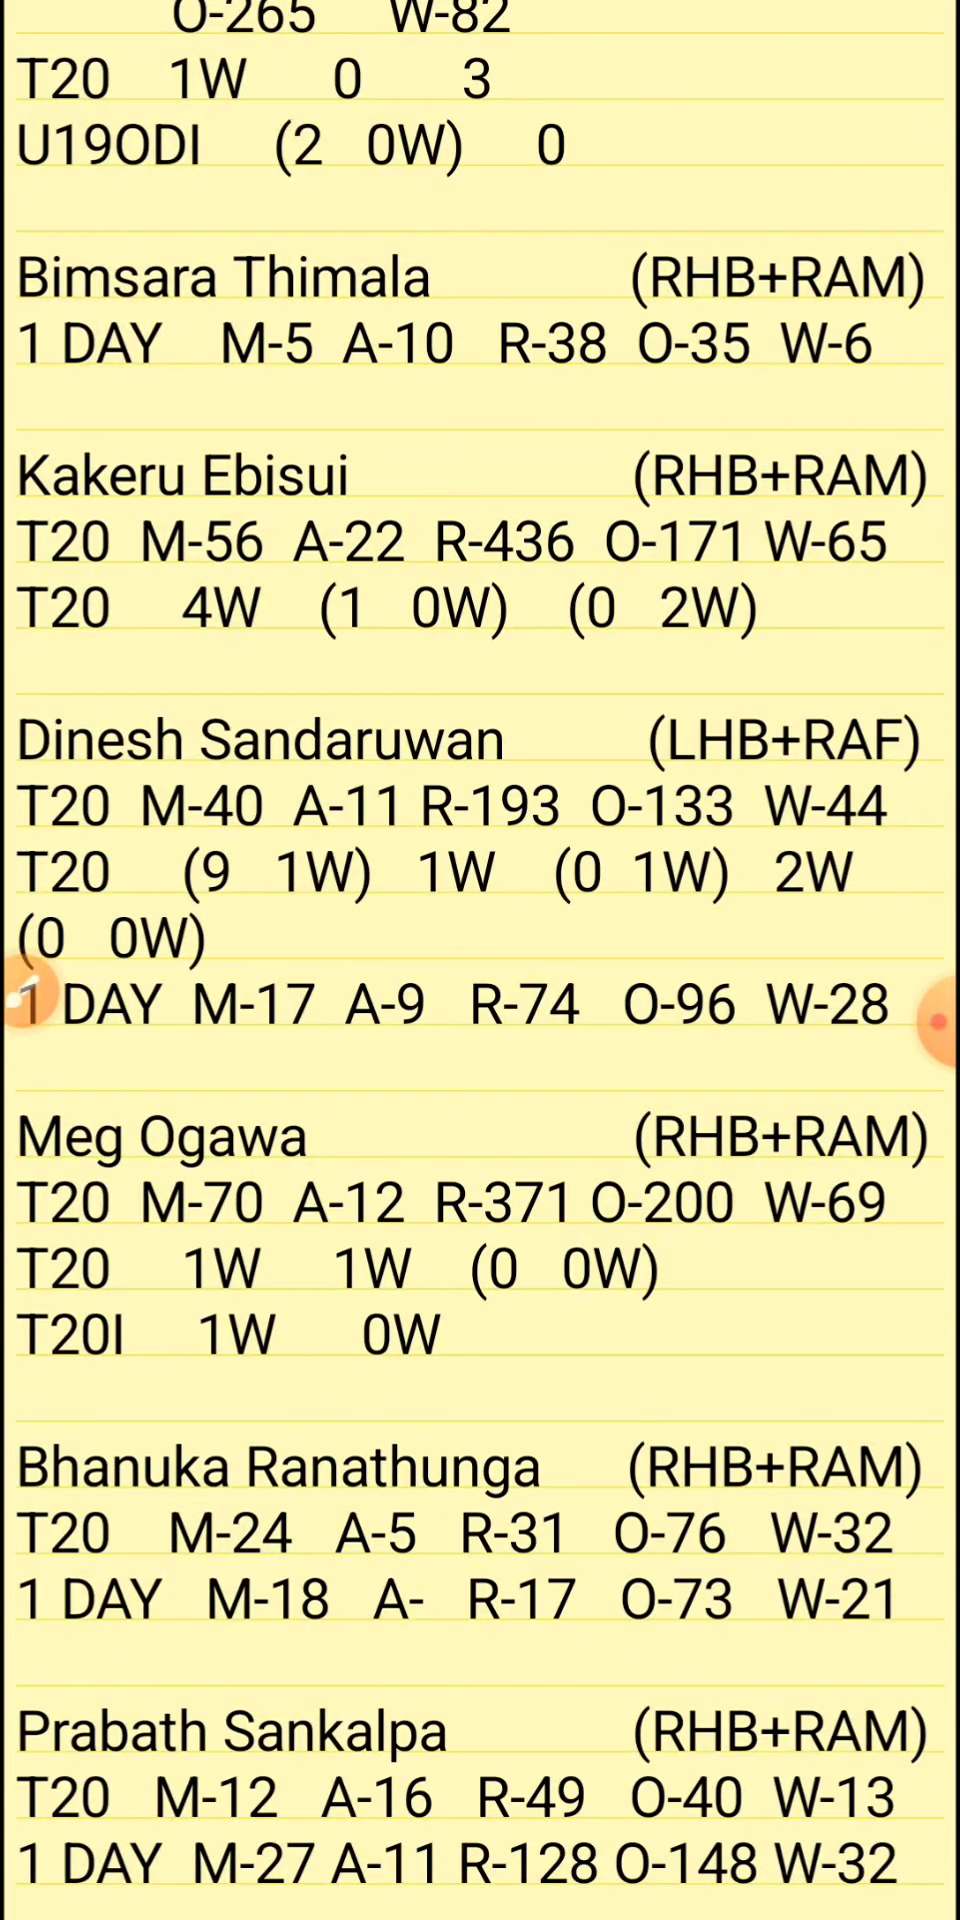 O-265 W-82
T20 1W 0 3
U19ODI (2 0W) 0
Bimsara Thimala (RHB+RAM)
1 DAY M-5 A-10 R-38 O-35 W-6
Kakeru Ebisui (RHB+RAM)
T20 M-56 A-22 R-436 O-171 W-65
T20 4W (1 0W) (0 2W)
Dinesh Sandaruwan (LHB+RAF)
T20 M-40 A-11 R-193 O-133 W-44
T20 (9 1W) 1W (0 1W) 2W
(0 0W)
1 DAY M-17 A-9 R-74 O-96 W-28
Meg Ogawa (RHB+RAM)
T20 M-70 A-12 R-371 O-200 W-69
T20 1W 1W (0 0W)
T20I 1W 0W
Bhanuka Ranathunga (RHB+RAM)
T20 M-24 A-5 R-31 O-76 W-32
1 DAY M-18 A- R-17 O-73 W-21
Prabath Sankalpa (RHB+RAM)
T20 M-12 A-16 R-49 O-40 W-13
1 DAY M-27 A-11 R-128 O-148 W-32